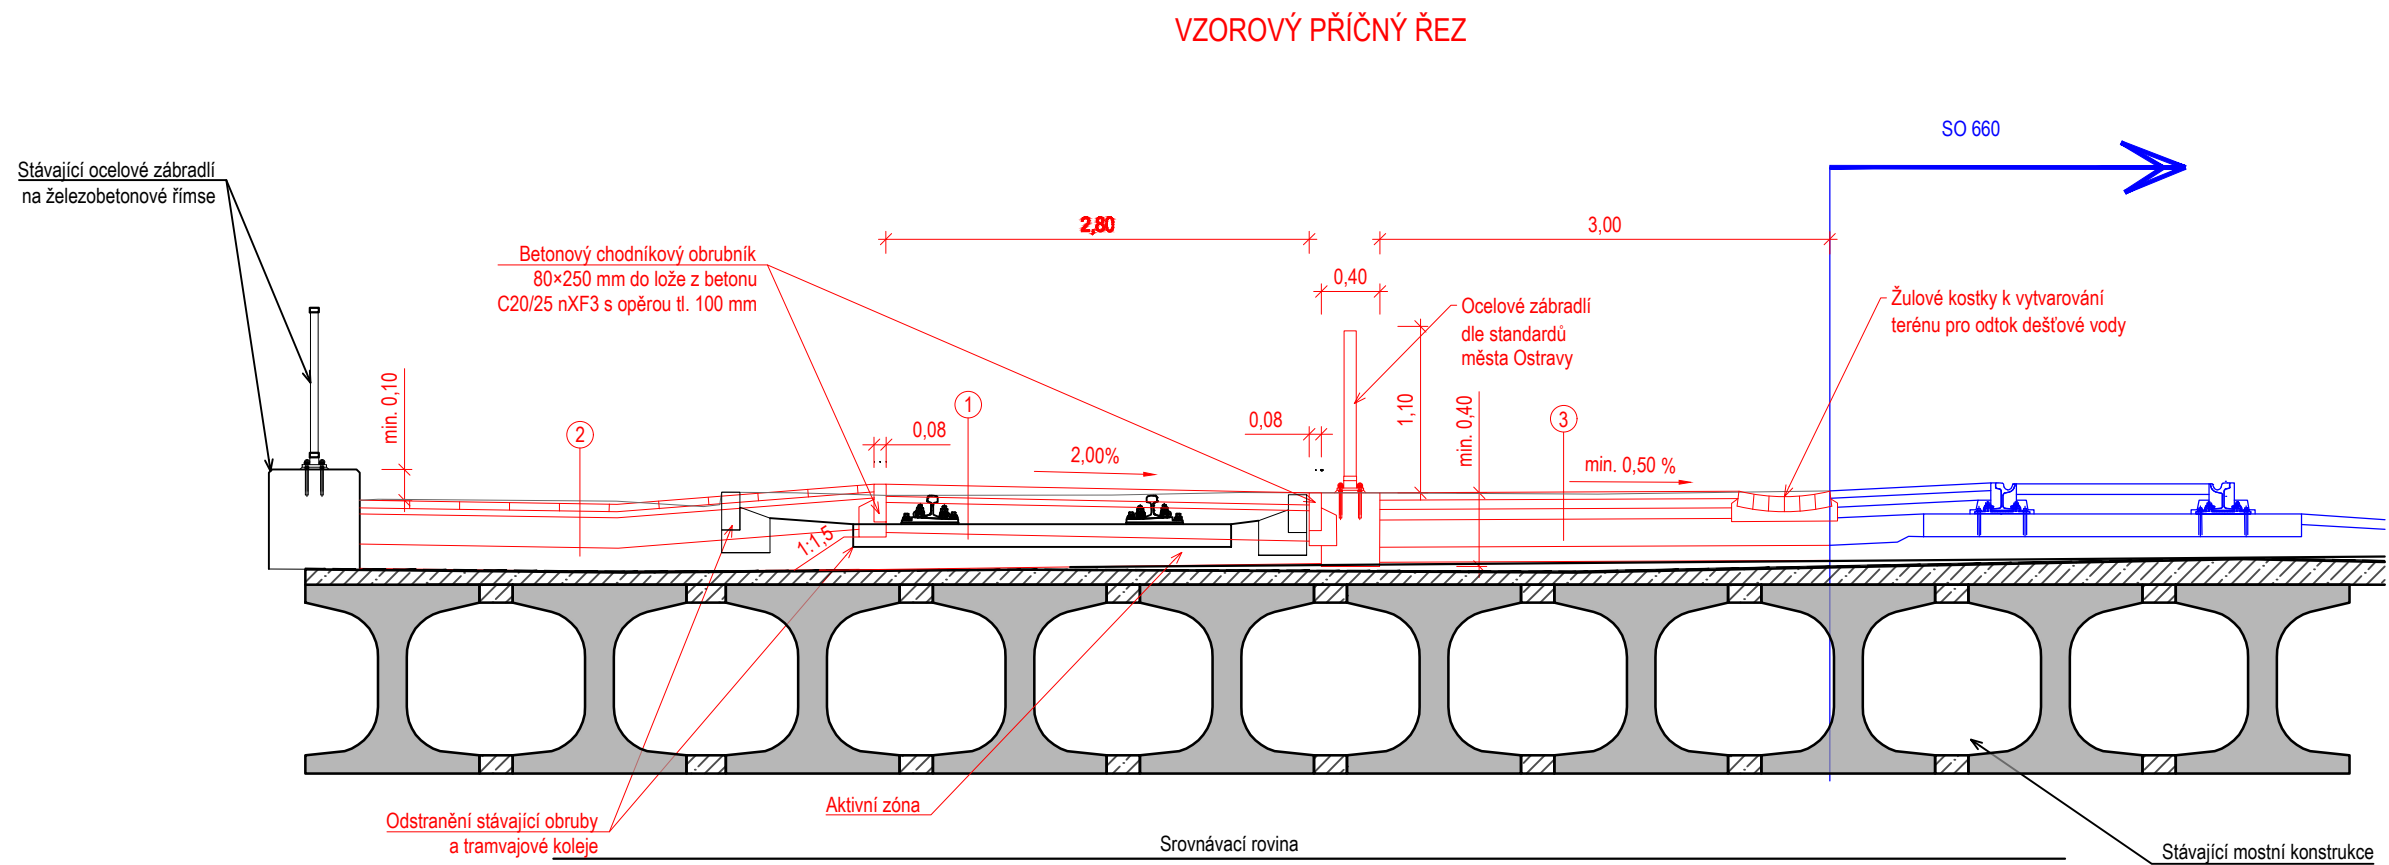 VZOROVÝ PŘÍČNÝ ŘEZ
SO 660
Stávající ocelové zábradlí
na železobetonové římse
2,80
3,00
Betonový chodníkový obrubník
80×250 mm do lože z betonu
C20/25 nXF3 s opěrou tl. 100 mm
0,40
Ocelové zábradlí
dle standardů
města Ostravy
Žulové kostky k vytvarování
terénu pro odtok dešťové vody
min. 0,10
2
0,08
1
2,00%
0,08
1,10
min. 0,40
3
min. 0,50 %
1:1,5
Aktivní zóna
Odstranění stávající obruby
a tramvajové koleje
Srovnávací rovina
Stávající mostní konstrukce